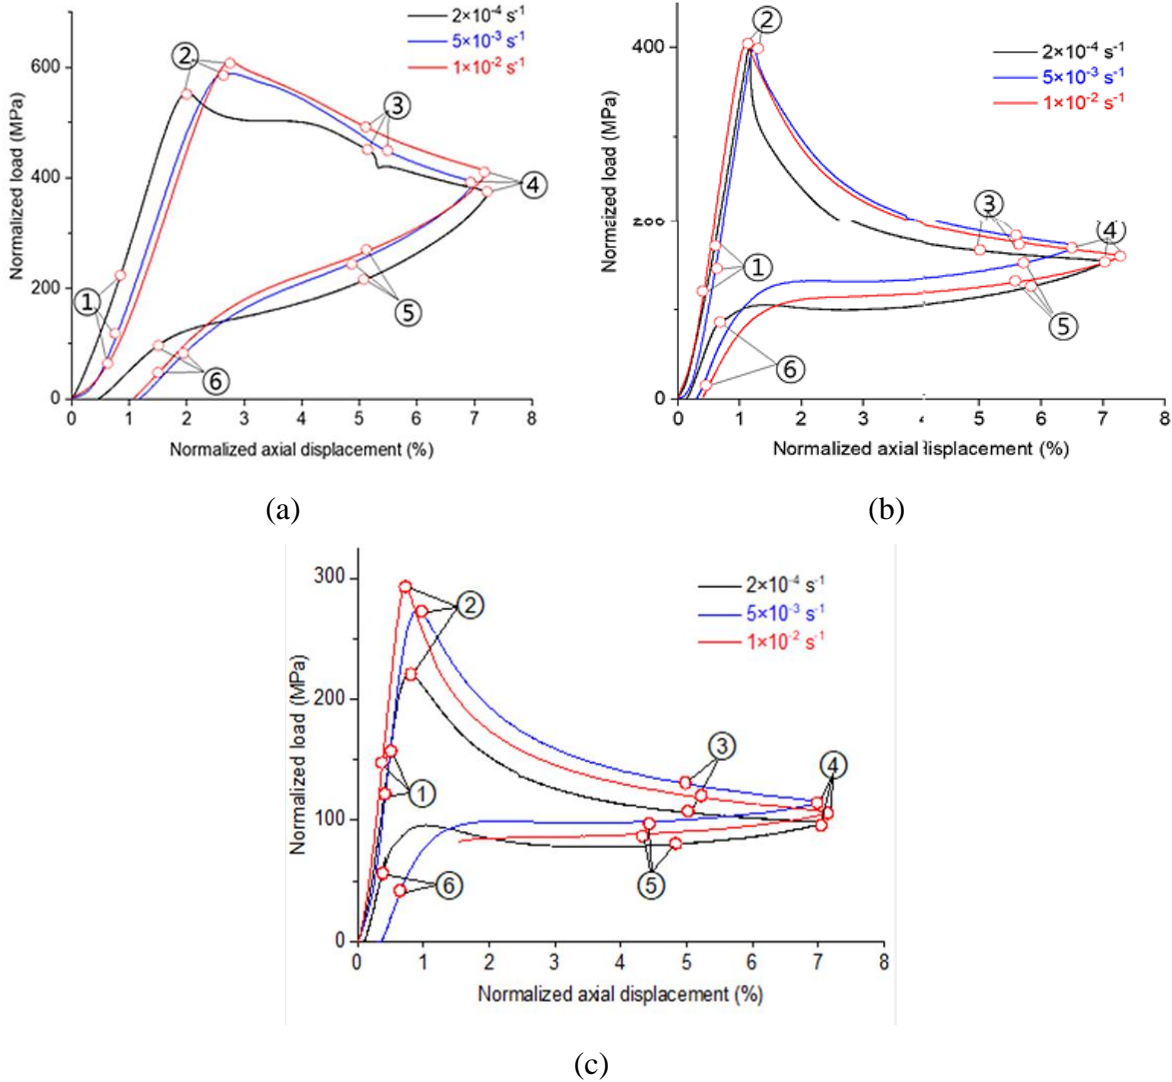 2×10⁻⁴ s⁻¹
5×10⁻³ s⁻¹
1×10⁻² s⁻¹
600
400
200
0
Normalized load (MPa)
① ② ③ ④ ⑤ ⑥
0 1 2 3 4 5 6 7 8
Normalized axial displacement (%)
(a)
2×10⁻⁴ s⁻¹
5×10⁻³ s⁻¹
1×10⁻² s⁻¹
400
200
0
Normalized load (MPa)
① ② ③ ④ ⑤ ⑥
0 1 2 3 5 6 7 8
Normalized axial displacement (%)
(b)
2×10⁻⁴ s⁻¹
5×10⁻³ s⁻¹
1×10⁻² s⁻¹
300
200
100
0
Normalized load (MPa)
① ② ③ ④ ⑤ ⑥
0 1 2 3 4 5 6 7 8
Normalized axial displacement (%)
(c)